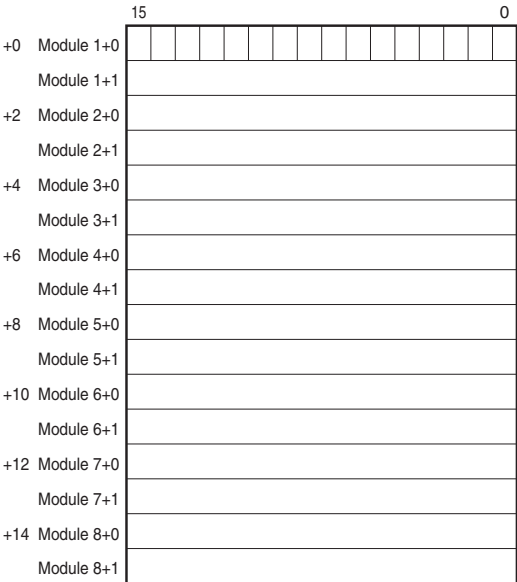 15 0
+0 Module 1+0
Module 1+1
+2 Module 2+0
Module 2+1
+4 Module 3+0
Module 3+1
+6 Module 4+0
Module 4+1
+8 Module 5+0
Module 5+1
+10 Module 6+0
Module 6+1
+12 Module 7+0
Module 7+1
+14 Module 8+0
Module 8+1